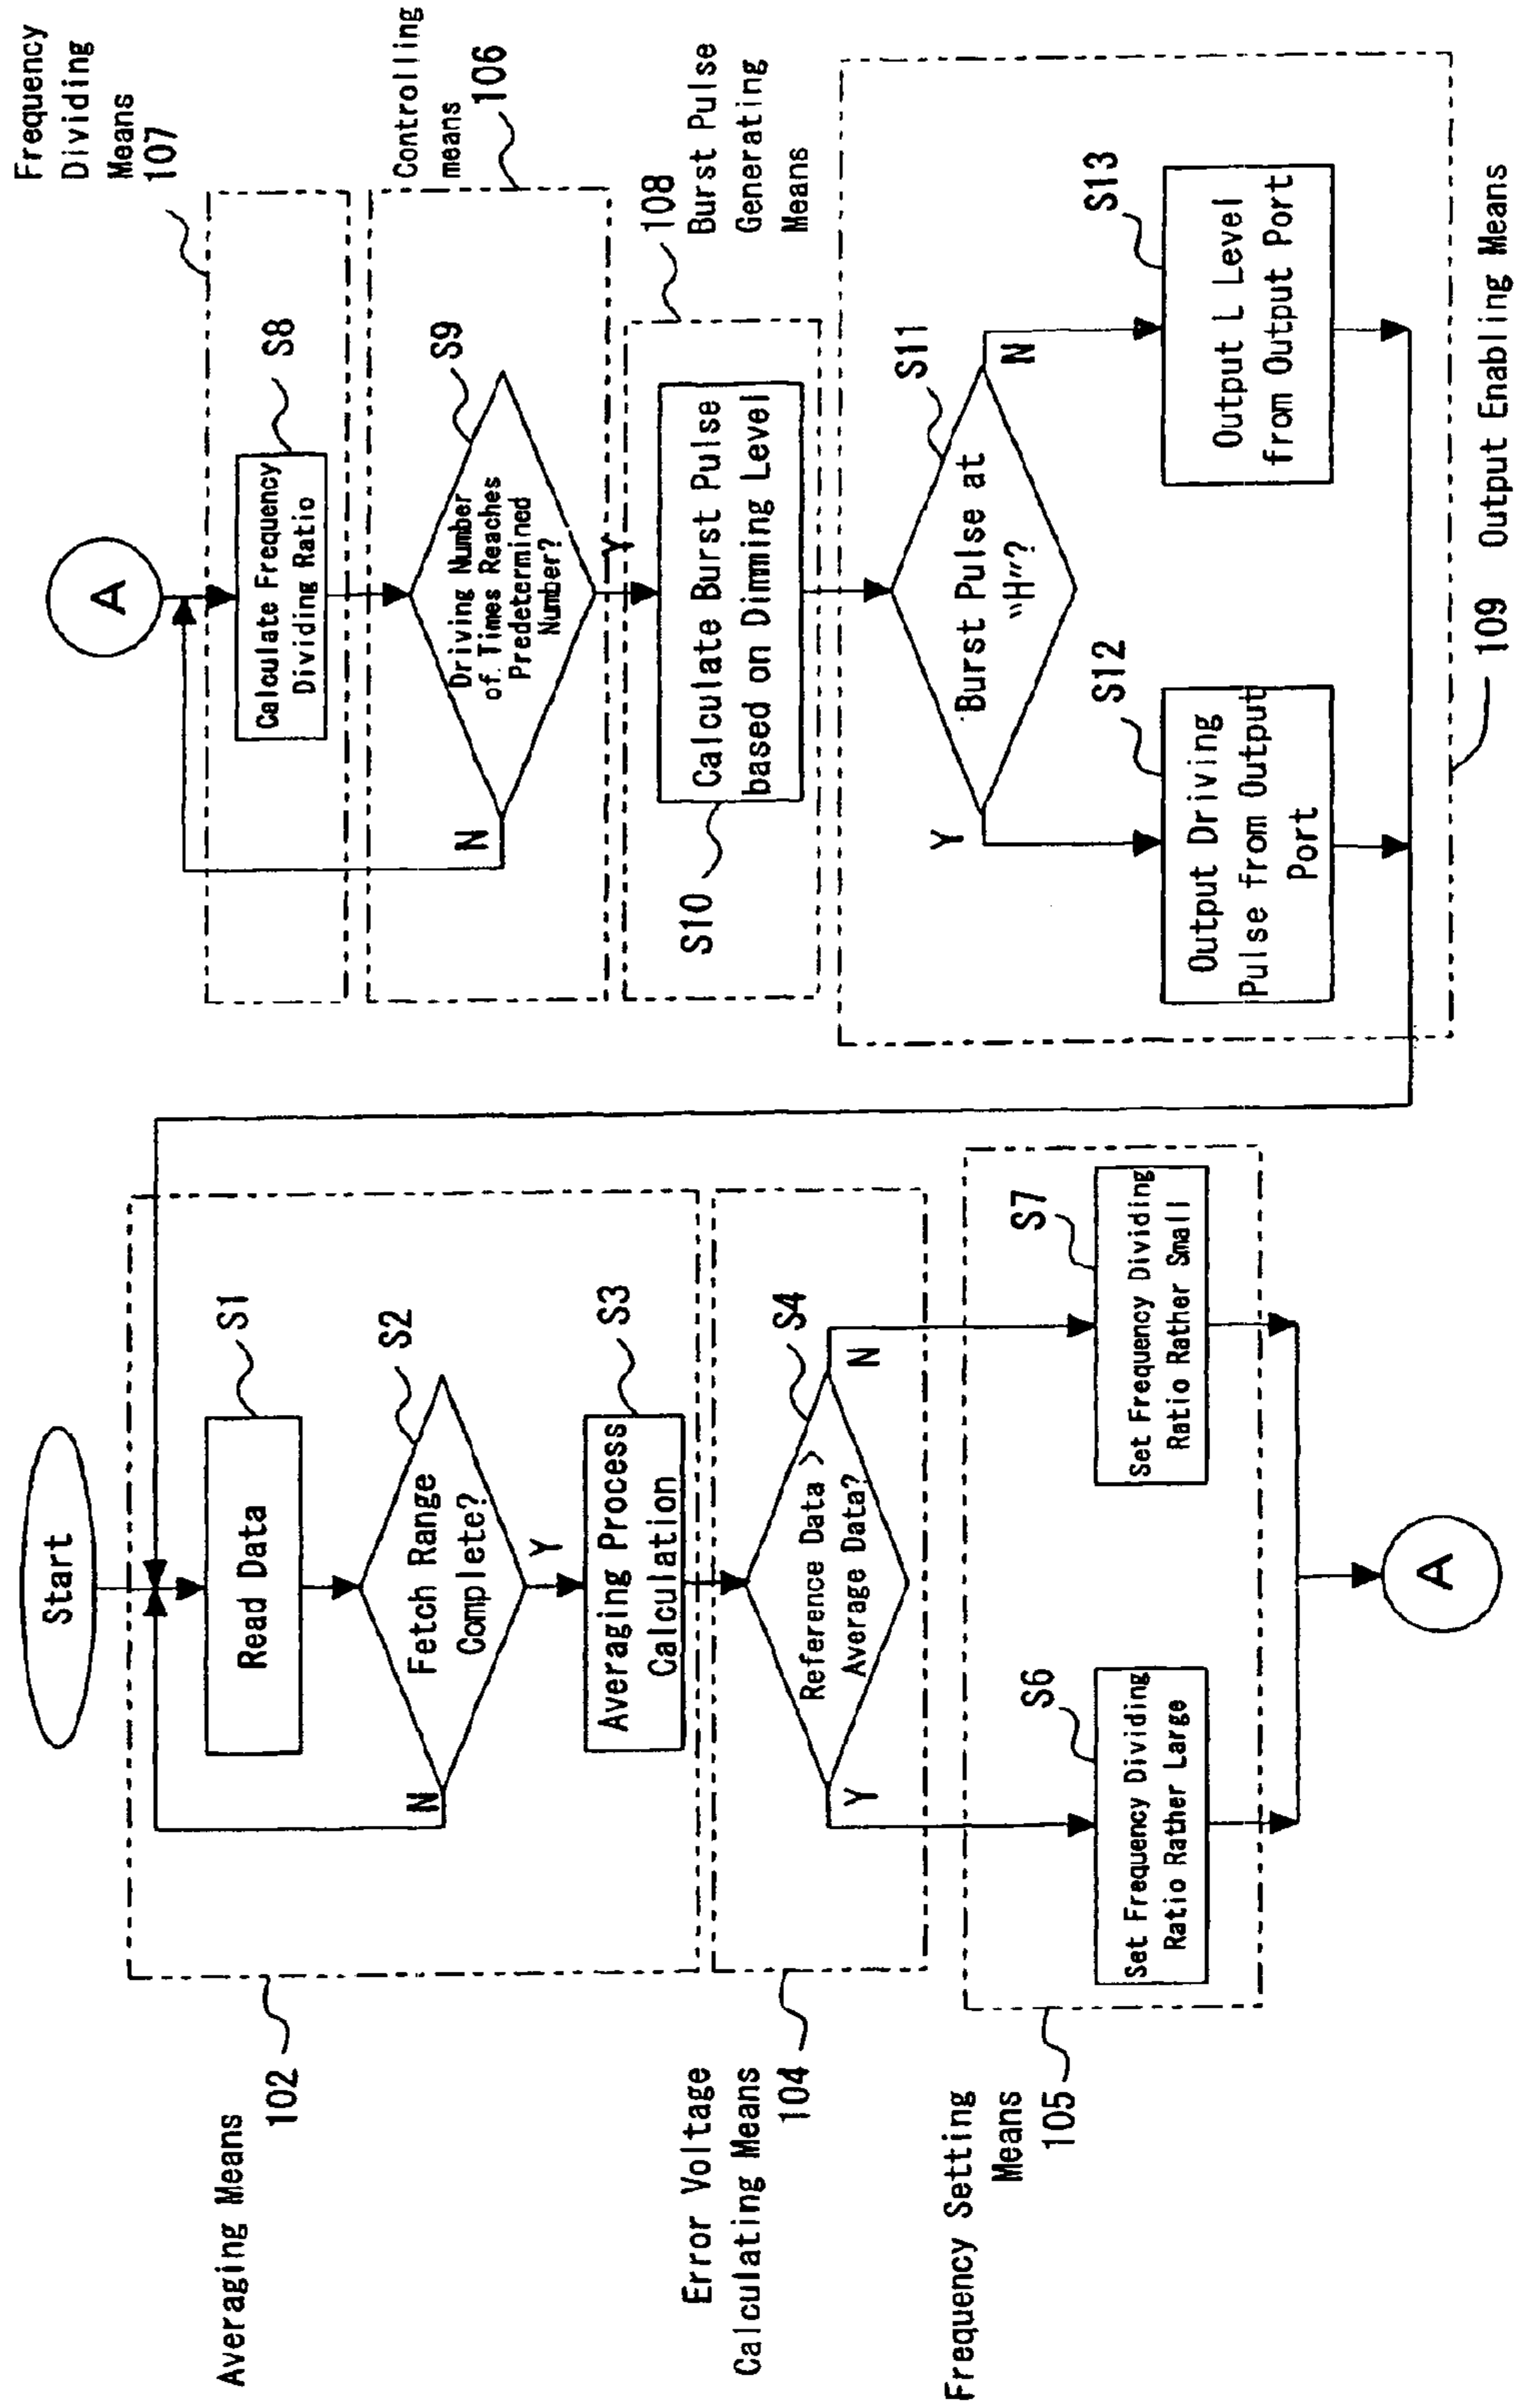 Start
S1
Read Data
S2
Fetch Range
Complete?
N
Y
S3
Averaging Process
Calculation
Averaging Means
102
S4
Reference Data >
Average Data?
Y
N
Error Voltage
Calculating Means
104
S6
Set Frequency Dividing
Ratio Rather Large
S7
Set Frequency Dividing
Ratio Rather Small
Frequency Setting
Means
105
A
A
Frequency
Dividing
Means
107
S8
Calculate Frequency
Dividing Ratio
Controlling
means
106
S9
Driving Number
of Times Reaches
Predetermined
Number?
N
Y
108
Burst Pulse
Generating
Means
S10
Calculate Burst Pulse
based on Dimming Level
S11
Burst Pulse at
"H"?
Y
N
S12
Output Driving
Pulse from Output
Port
S13
Output L Level
from Output Port
109 Output Enabling Means